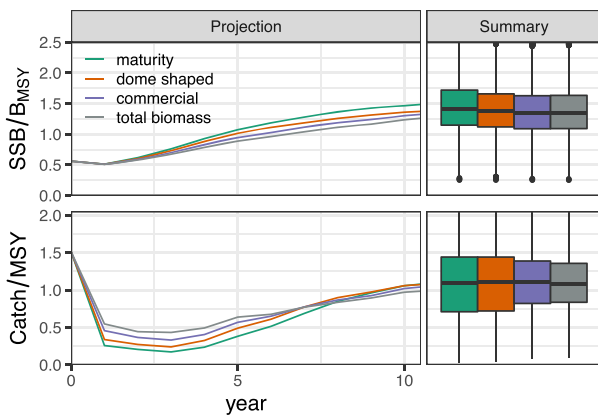 Projection
Summary
SSB/BMSY
2.5
2.0
1.5
1.0
0.5
0.0
maturity
dome shaped
commercial
total biomass
Catch/MSY
2.0
1.5
1.0
0.5
0.0
0
5
10
year